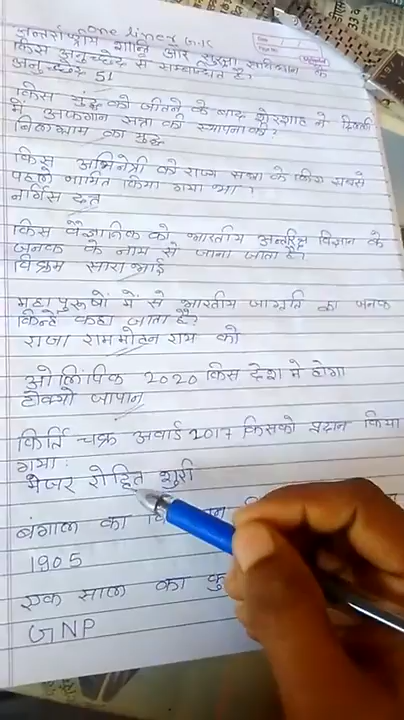 one liner G.K
अन्तर्राष्ट्रीय शान्ति और सुरक्षा संविधान के
किस अनुच्छेद से सम्बन्धित है?
अनुच्छेद 51
किस युद्ध को जीतने के बाद शेरशाह ने दिल्ली
में अफगान सत्ता की स्थापना की?
बिलग्राम का युद्ध
किस अभिनेत्री को राज्य सभा के लिए सबसे
पहले नामित किया गया था?
नर्गिस दत्त
किस वैज्ञानिक को भारतीय अन्तरिक्ष विज्ञान के
जनक के नाम से जाना जाता है?
विक्रम सारा भाई
महापुरुषों में से भारतीय जागृति का जनक
किन्हें कहा जाता है?
राजा राममोहन राय को
ओलिंपिक 2020 किस देश में होगा
टोक्यो जापान
किर्ति चक्र अवार्ड 2017 किसको प्रदान किया
गया:
मेजर रोहित शूरी
बंगाल का
1905
एक साल का
GNP